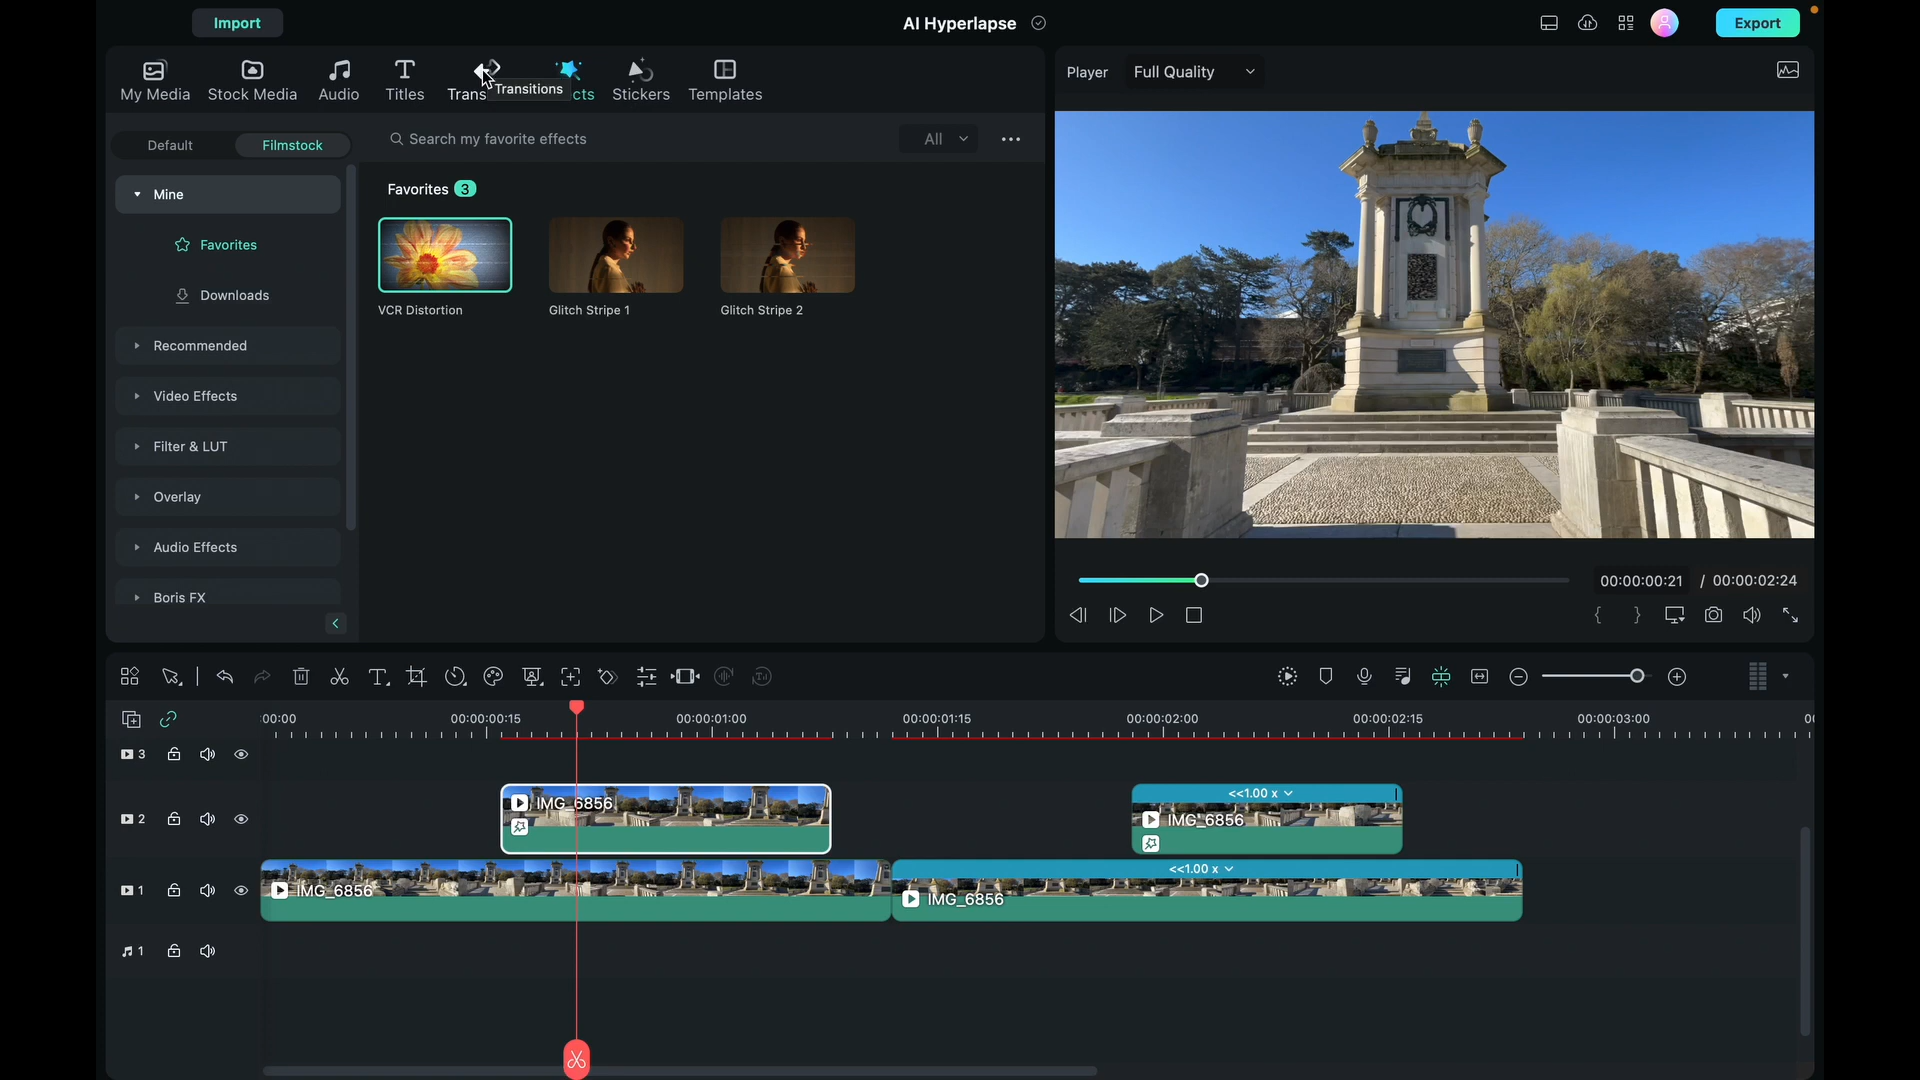 Import
AI Hyperlapse
Export
My Media
Stock Media
Audio
Titles
Trans
Transitions
cts
Stickers
Templates
Player
Full Quality
Default
Filmstock
Search my favorite effects
All
Mine
Favorites 3
Favorites
Downloads
VCR Distortion
Glitch Stripe 1
Glitch Stripe 2
Recommended
Video Effects
Filter & LUT
Overlay
Audio Effects
Boris FX
00:00:00:21 / 00:00:02:24
:00:00
00:00:00:15
00:00:01:00
00:00:01:15
00:00:02:00
00:00:02:15
00:00:03:00
00
3
2
IMG_6856
<<1.00 x
IMG_6856
1
IMG_6856
<<1.00 x
IMG_6856
1